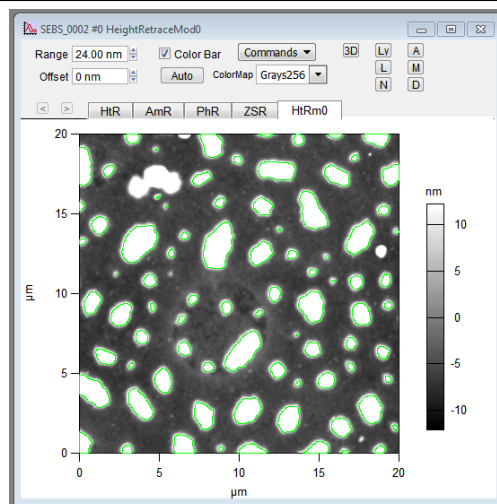 SEBS_0002 #0 HeightRetraceMod0
Range 24.00 nm Color Bar Commands 3D Lv A
L M
Offset 0 nm Auto ColorMap Grays256 N D
< > HtR AmR PhR ZSR HtRm0
20
15
10
5
0
µm
0 5 10 15 20
µm
nm
10
5
0
-5
-10